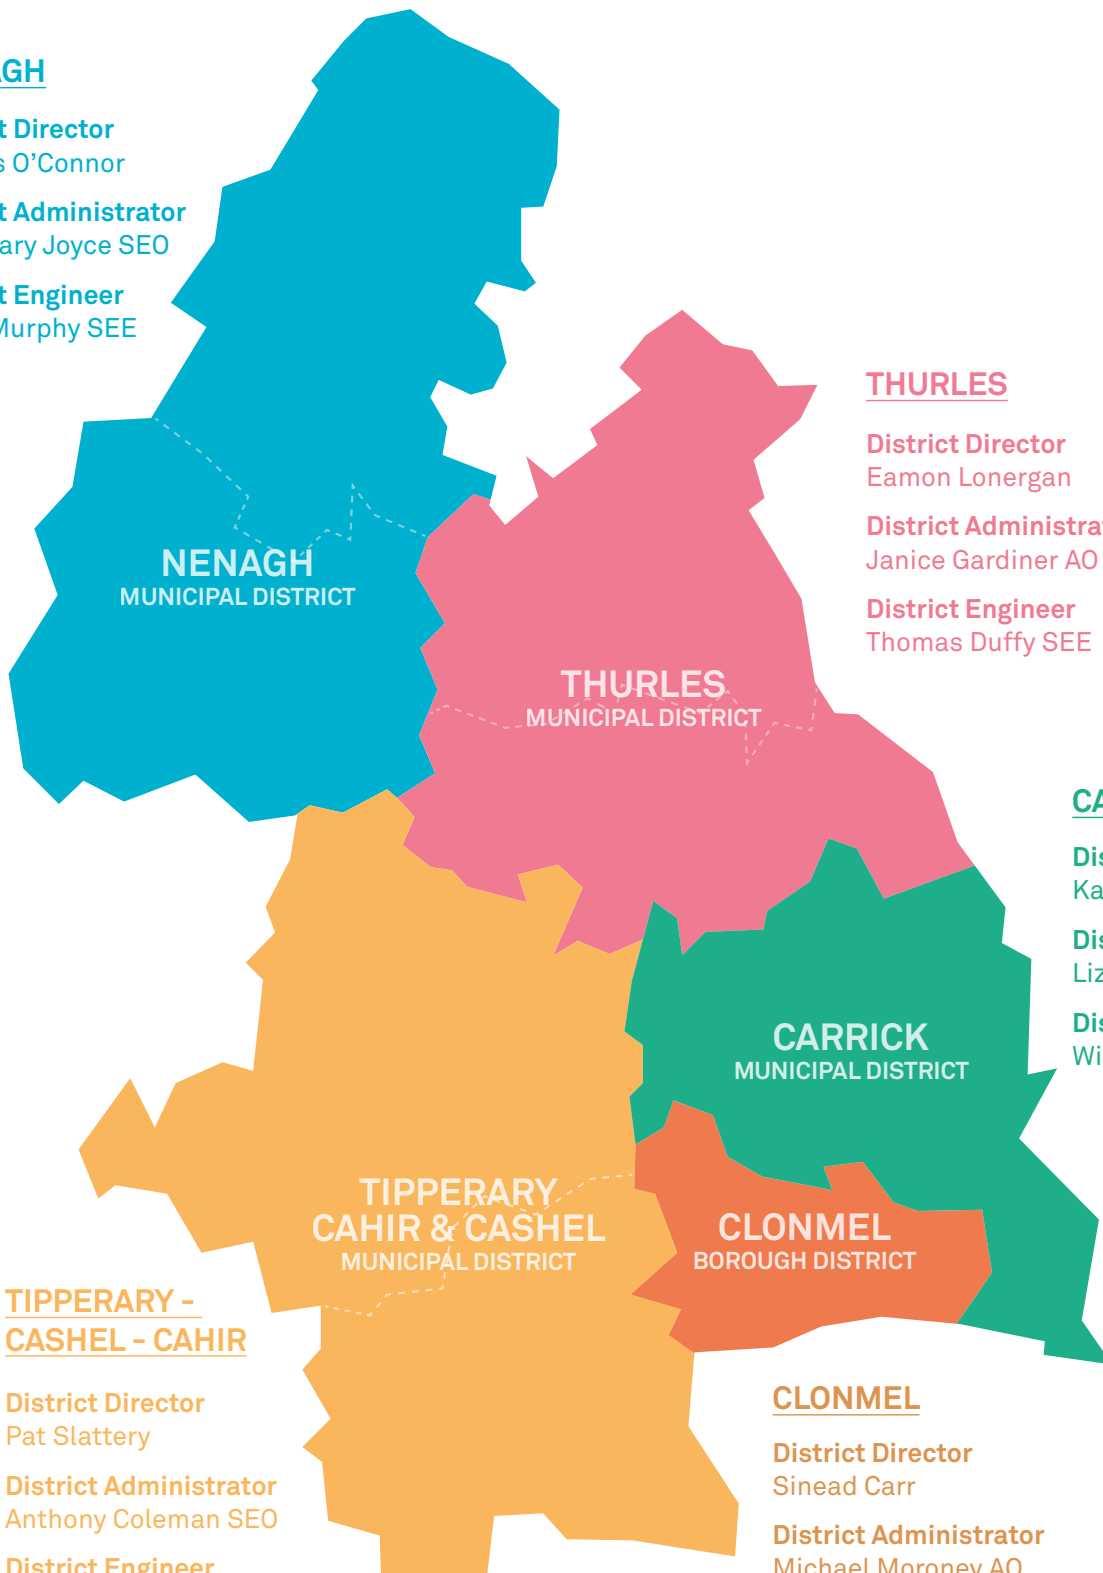 AGH
t Director
s O'Connor
t Administrator
ary Joyce SEO
t Engineer
Murphy SEE
THURLES
District Director
Eamon Lonergan
District Administra
Janice Gardiner AO
District Engineer
Thomas Duffy SEE
NENAGH
MUNICIPAL DISTRICT
THURLES
MUNICIPAL DISTRICT
CA
Dis
Ka
Dis
Liz
Dis
Wi
CARRICK
MUNICIPAL DISTRICT
TIPPERARY
CAHIR & CASHEL
MUNICIPAL DISTRICT
CLONMEL
BOROUGH DISTRICT
TIPPERARY -
CASHEL - CAHIR
District Director
Pat Slattery
District Administrator
Anthony Coleman SEO
District Engineer
CLONMEL
District Director
Sinead Carr
District Administrator
Michael Moroney AO